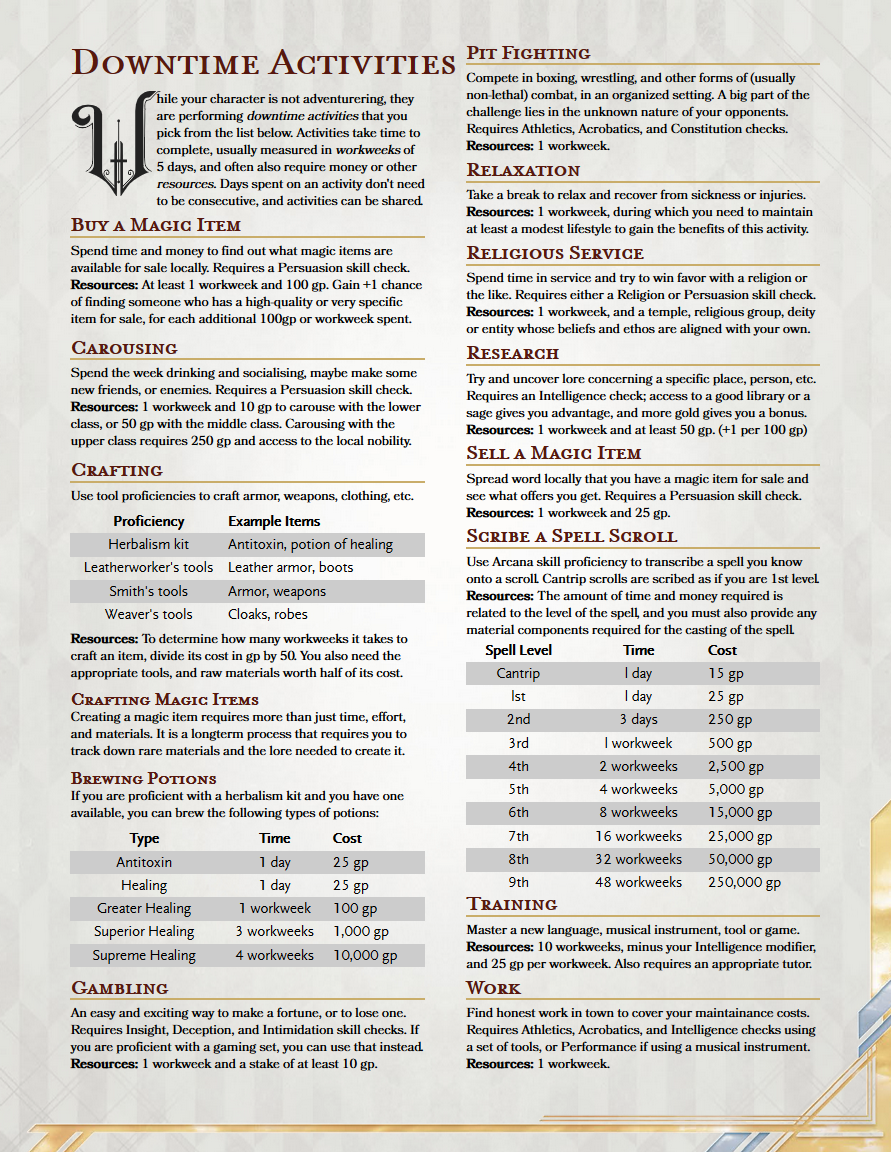 Downtime Activities
While your character is not adventurering, they
are performing downtime activities that you
pick from the list below. Activities take time to
complete, usually measured in workweeks of
5 days, and often also require money or other
resources. Days spent on an activity don't need
to be consecutive, and activities can be shared.
Buy a Magic Item
Spend time and money to find out what magic items are
available for sale locally. Requires a Persuasion skill check.
Resources: At least 1 workweek and 100 gp. Gain +1 chance
of finding someone who has a high-quality or very specific
item for sale, for each additional 100gp or workweek spent.
Carousing
Spend the week drinking and socialising, maybe make some
new friends, or enemies. Requires a Persuasion skill check.
Resources: 1 workweek and 10 gp to carouse with the lower
class, or 50 gp with the middle class. Carousing with the
upper class requires 250 gp and access to the local nobility.
Crafting
Use tool proficiencies to craft armor, weapons, clothing, etc.
Proficiency Example Items
Herbalism kit Antitoxin, potion of healing
Leatherworker's tools Leather armor, boots
Smith's tools Armor, weapons
Weaver's tools Cloaks, robes
Resources: To determine how many workweeks it takes to
craft an item, divide its cost in gp by 50. You also need the
appropriate tools, and raw materials worth half of its cost.
Crafting Magic Items
Creating a magic item requires more than just time, effort,
and materials. It is a longterm process that requires you to
track down rare materials and the lore needed to create it.
Brewing Potions
If you are proficient with a herbalism kit and you have one
available, you can brew the following types of potions:
Type Time Cost
Antitoxin 1 day 25 gp
Healing 1 day 25 gp
Greater Healing 1 workweek 100 gp
Superior Healing 3 workweeks 1,000 gp
Supreme Healing 4 workweeks 10,000 gp
Gambling
An easy and exciting way to make a fortune, or to lose one.
Requires Insight, Deception, and Intimidation skill checks. If
you are proficient with a gaming set, you can use that instead.
Resources: 1 workweek and a stake of at least 10 gp.
Pit Fighting
Compete in boxing, wrestling, and other forms of (usually
non-lethal) combat, in an organized setting. A big part of the
challenge lies in the unknown nature of your opponents.
Requires Athletics, Acrobatics, and Constitution checks.
Resources: 1 workweek.
Relaxation
Take a break to relax and recover from sickness or injuries.
Resources: 1 workweek, during which you need to maintain
at least a modest lifestyle to gain the benefits of this activity.
Religious Service
Spend time in service and try to win favor with a religion or
the like. Requires either a Religion or Persuasion skill check.
Resources: 1 workweek, and a temple, religious group, deity
or entity whose beliefs and ethos are aligned with your own.
Research
Try and uncover lore concerning a specific place, person, etc.
Requires an Intelligence check; access to a good library or a
sage gives you advantage, and more gold gives you a bonus.
Resources: 1 workweek and at least 50 gp. (+1 per 100 gp)
Sell a Magic Item
Spread word locally that you have a magic item for sale and
see what offers you get. Requires a Persuasion skill check.
Resources: 1 workweek and 25 gp.
Scribe a Spell Scroll
Use Arcana skill proficiency to transcribe a spell you know
onto a scroll. Cantrip scrolls are scribed as if you are 1st level.
Resources: The amount of time and money required is
related to the level of the spell, and you must also provide any
material components required for the casting of the spell.
Spell Level Time Cost
Cantrip 1 day 15 gp
1st 1 day 25 gp
2nd 3 days 250 gp
3rd 1 workweek 500 gp
4th 2 workweeks 2,500 gp
5th 4 workweeks 5,000 gp
6th 8 workweeks 15,000 gp
7th 16 workweeks 25,000 gp
8th 32 workweeks 50,000 gp
9th 48 workweeks 250,000 gp
Training
Master a new language, musical instrument, tool or game.
Resources: 10 workweeks, minus your Intelligence modifier,
and 25 gp per workweek. Also requires an appropriate tutor.
Work
Find honest work in town to cover your maintainance costs.
Requires Athletics, Acrobatics, and Intelligence checks using
a set of tools, or Performance if using a musical instrument.
Resources: 1 workweek.